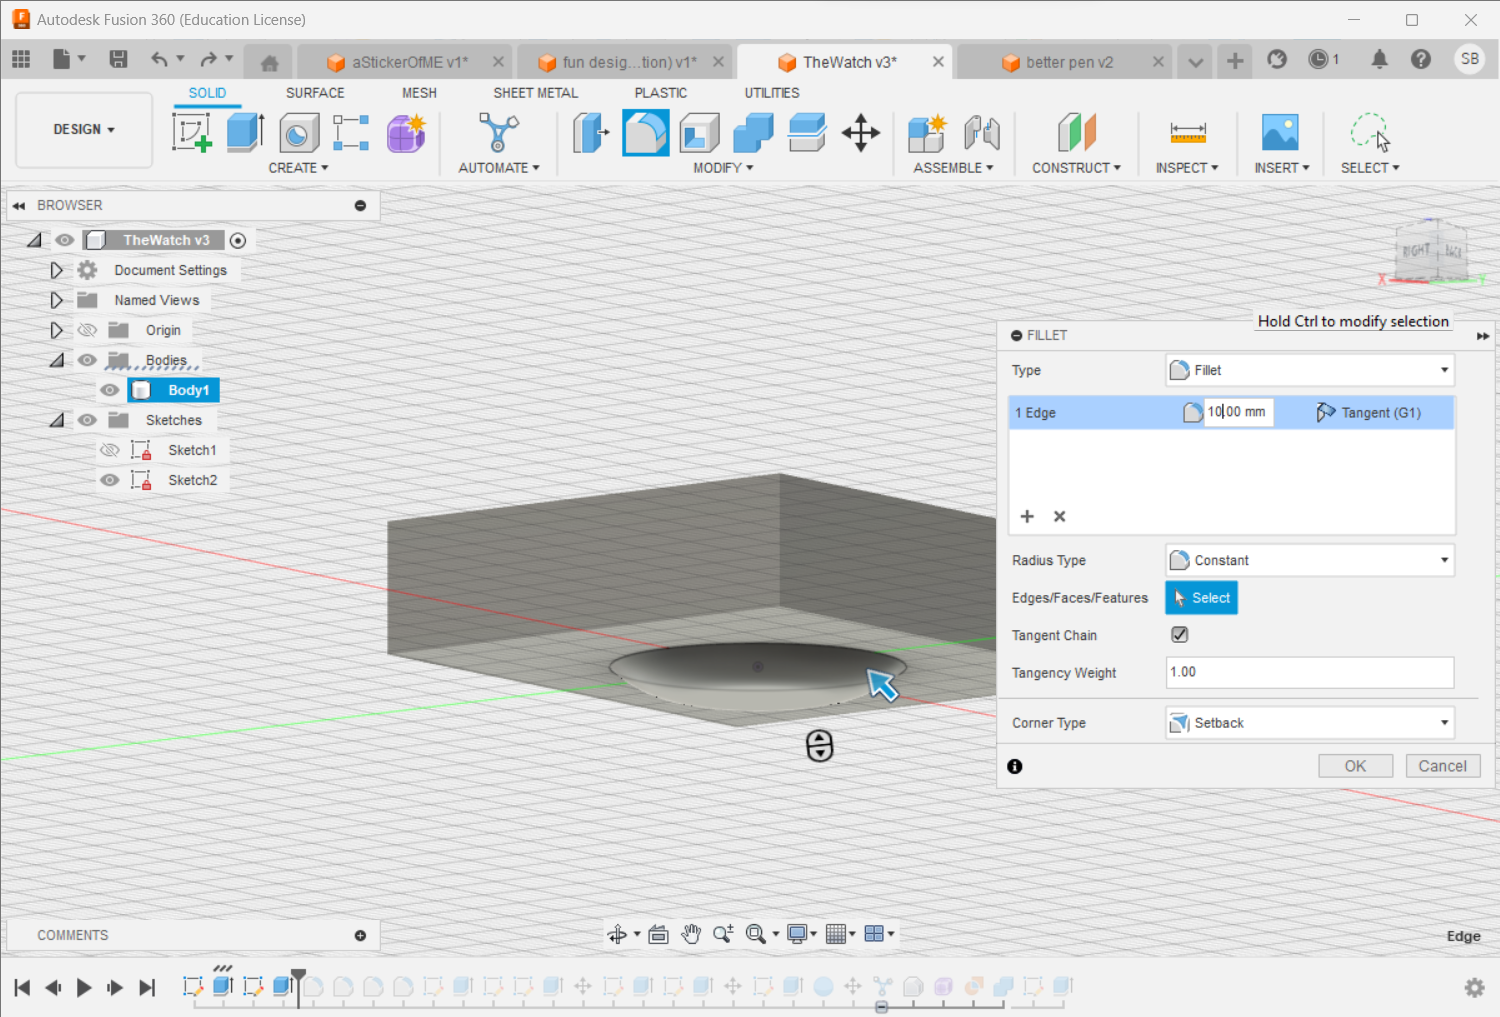 Autodesk Fusion 360 (Education License)
aStickerOfME v1*
fun desig...tion) v1*
TheWatch v3*
better pen v2
1
SB
DESIGN
SOLID
SURFACE
MESH
SHEET METAL
PLASTIC
UTILITIES
CREATE
AUTOMATE
MODIFY
ASSEMBLE
CONSTRUCT
INSPECT
INSERT
SELECT
BROWSER
TheWatch v3
Document Settings
Named Views
Origin
Bodies
Body1
Sketches
Sketch1
Sketch2
RIGHT
BACK
X
Y
Hold Ctrl to modify selection
FILLET
Type
Fillet
1 Edge
10.00 mm
Tangent (G1)
Radius Type
Constant
Edges/Faces/Features
Select
Tangent Chain
Tangency Weight
1.00
Corner Type
Setback
OK
Cancel
COMMENTS
Edge